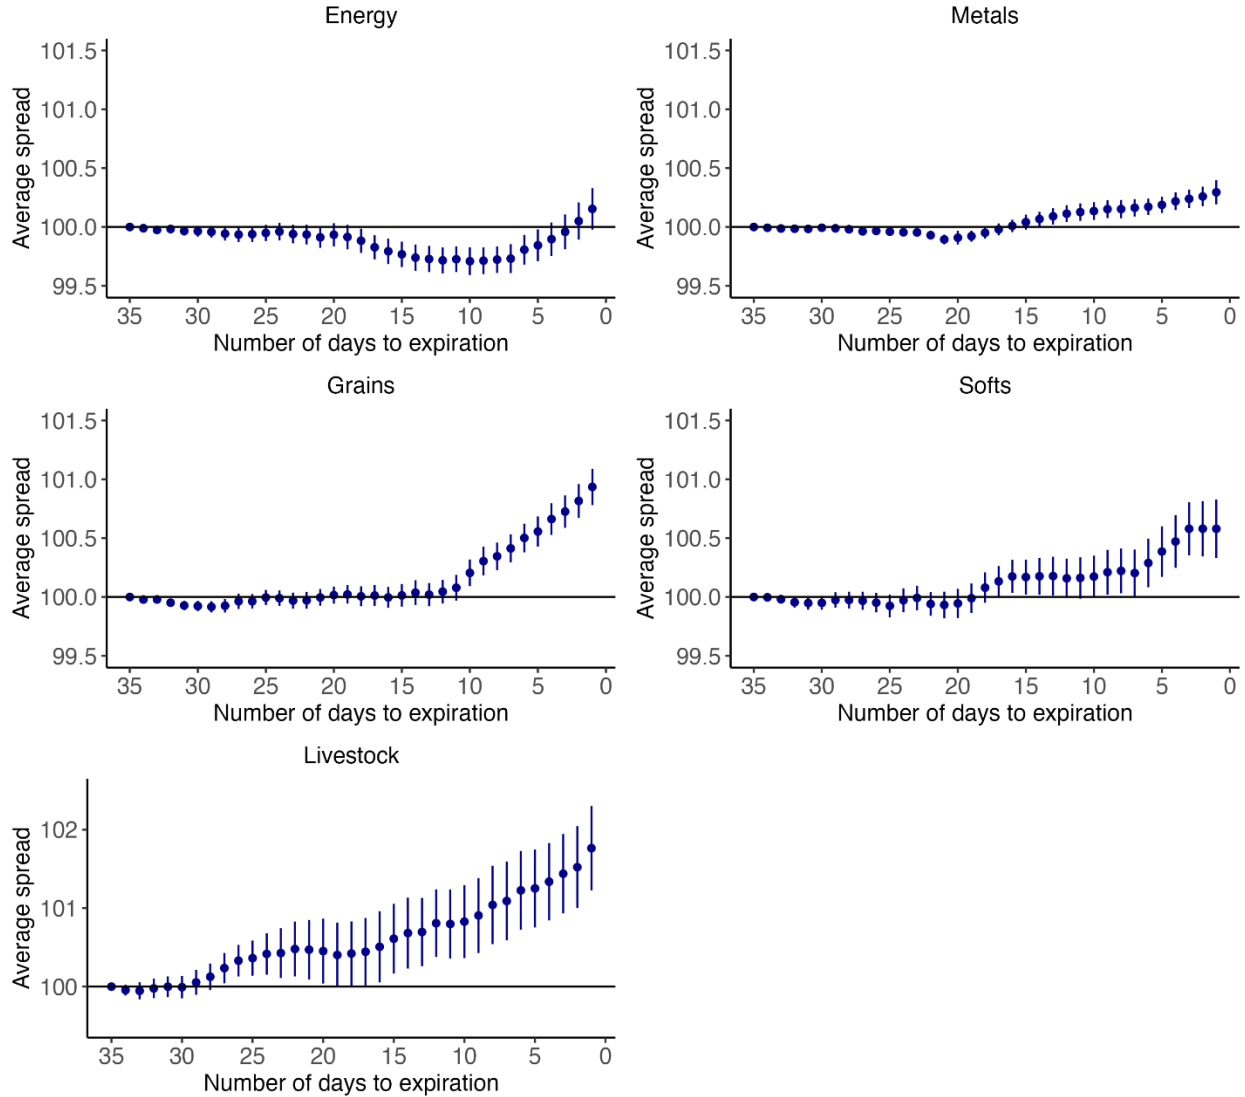 Energy
Average spread
101.5
101.0
100.5
100.0
99.5
35 30 25 20 15 10 5 0
Number of days to expiration
Metals
Average spread
101.5
101.0
100.5
100.0
99.5
35 30 25 20 15 10 5 0
Number of days to expiration
Grains
Average spread
101.5
101.0
100.5
100.0
99.5
35 30 25 20 15 10 5 0
Number of days to expiration
Softs
Average spread
101.5
101.0
100.5
100.0
99.5
35 30 25 20 15 10 5 0
Number of days to expiration
Livestock
Average spread
102
101
100
35 30 25 20 15 10 5 0
Number of days to expiration